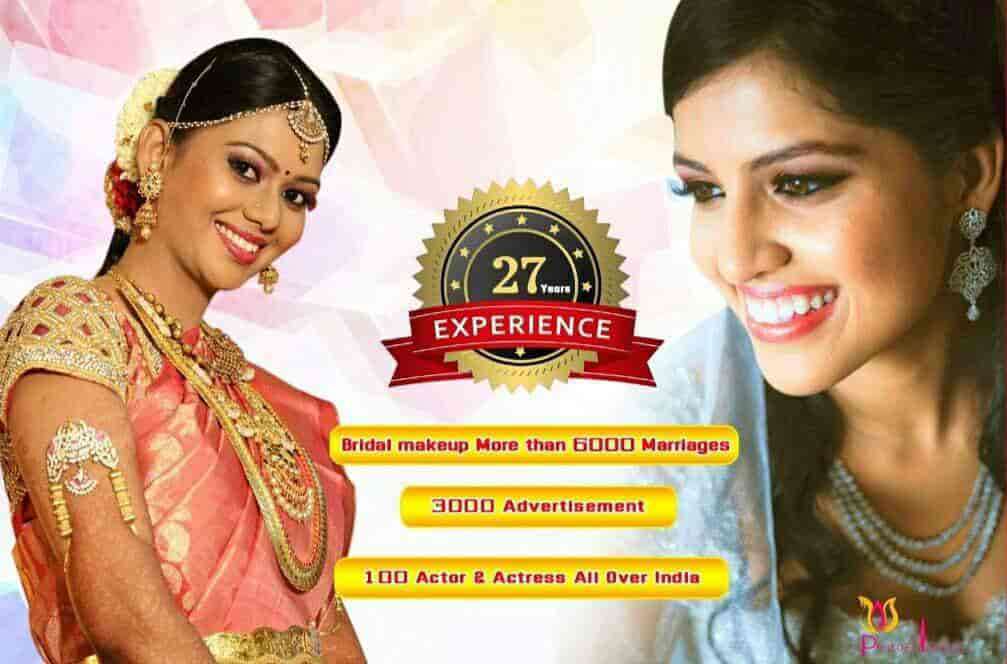 27 Years
EXPERIENCE
Bridal makeup More than 6000 Marriages
3000 Advertisement
100 Actor & Actress All Over India